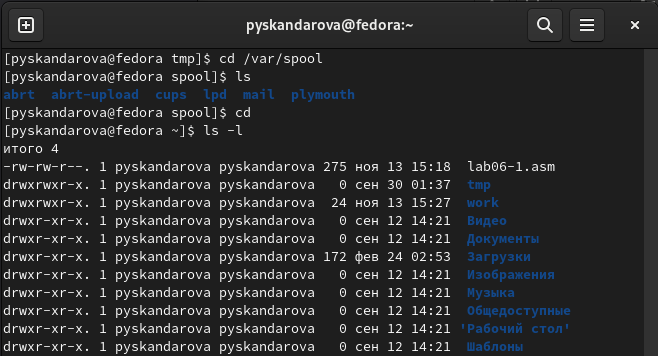 pyskandarova@fedora:~
[pyskandarova@fedora tmp]$ cd /var/spool
[pyskandarova@fedora spool]$ ls
abrt  abrt-upload  cups  lpd  mail  plymouth
[pyskandarova@fedora spool]$ cd
[pyskandarova@fedora ~]$ ls -l
итого 4
-rw-rw-r--. 1 pyskandarova pyskandarova 275 ноя 13 15:18  lab06-1.asm
drwxrwxr-x. 1 pyskandarova pyskandarova   0 сен 30 01:37  tmp
drwxrwxr-x. 1 pyskandarova pyskandarova  24 ноя 13 15:27  work
drwxr-xr-x. 1 pyskandarova pyskandarova   0 сен 12 14:21  Видео
drwxr-xr-x. 1 pyskandarova pyskandarova   0 сен 12 14:21  Документы
drwxr-xr-x. 1 pyskandarova pyskandarova 172 фев 24 02:53  Загрузки
drwxr-xr-x. 1 pyskandarova pyskandarova   0 сен 12 14:21  Изображения
drwxr-xr-x. 1 pyskandarova pyskandarova   0 сен 12 14:21  Музыка
drwxr-xr-x. 1 pyskandarova pyskandarova   0 сен 12 14:21  Общедоступные
drwxr-xr-x. 1 pyskandarova pyskandarova   0 сен 12 14:21 'Рабочий стол'
drwxr-xr-x. 1 pyskandarova pyskandarova   0 сен 12 14:21  Шаблоны